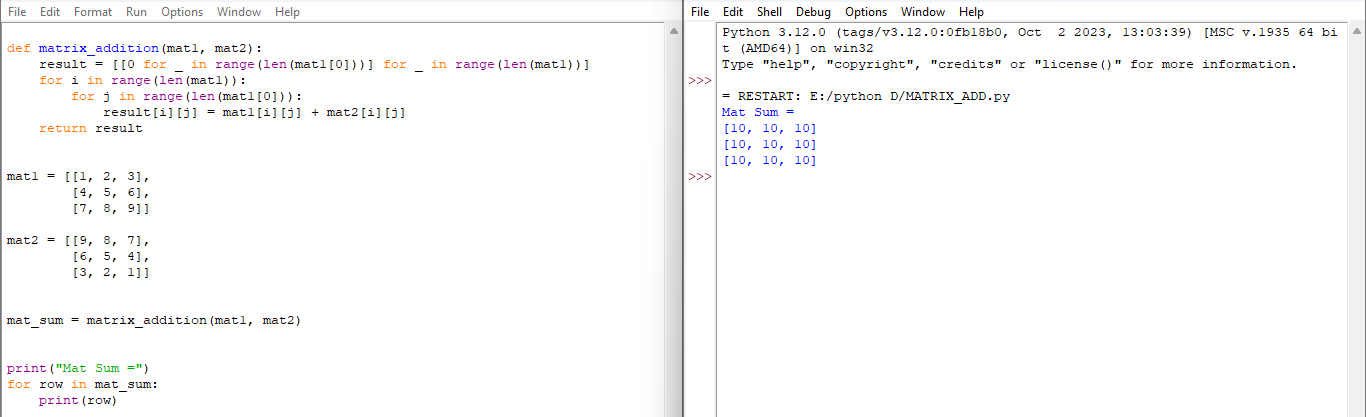 File Edit Format Run Options Window Help
def matrix_addition(mat1, mat2):
    result = [[0 for _ in range(len(mat1[0]))] for _ in range(len(mat1))]
    for i in range(len(mat1)):
        for j in range(len(mat1[0])):
            result[i][j] = mat1[i][j] + mat2[i][j]
    return result
mat1 = [[1, 2, 3],
        [4, 5, 6],
        [7, 8, 9]]
mat2 = [[9, 8, 7],
        [6, 5, 4],
        [3, 2, 1]]
mat_sum = matrix_addition(mat1, mat2)
print("Mat Sum =")
for row in mat_sum:
    print(row)
File Edit Shell Debug Options Window Help
Python 3.12.0 (tags/v3.12.0:0fb18b0, Oct  2 2023, 13:03:39) [MSC v.1935 64 bi
t (AMD64)] on win32
Type "help", "copyright", "credits" or "license()" for more information.
>>>
= RESTART: E:/python D/MATRIX_ADD.py
Mat Sum =
[10, 10, 10]
[10, 10, 10]
[10, 10, 10]
>>>